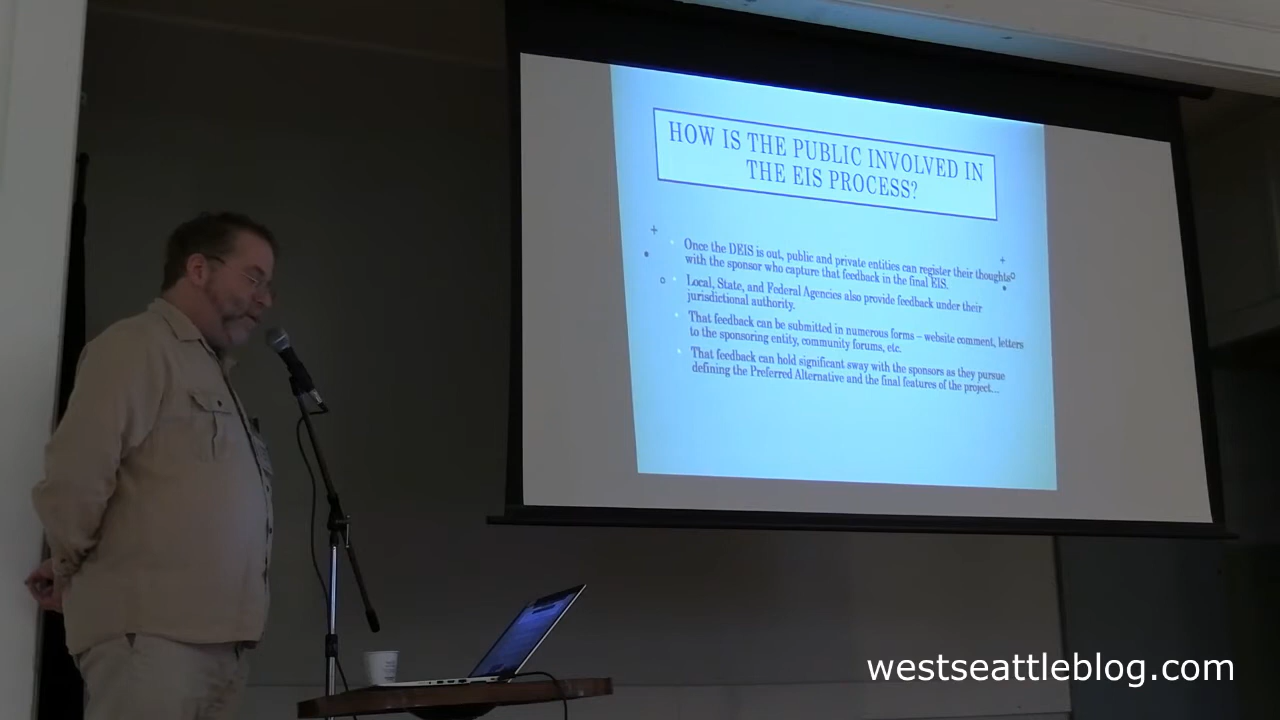 HOW IS THE PUBLIC INVOLVED IN
THE EIS PROCESS?
Once the DEIS is out, public and private entities can register their thoughts
with the sponsor who capture that feedback in the final EIS.
Local, State, and Federal Agencies also provide feedback under their
jurisdictional authority.
That feedback can be submitted in numerous forms – website comment, letters
to the sponsoring entity, community forums, etc.
That feedback can hold significant sway with the sponsors as they pursue
defining the Preferred Alternative and the final features of the project....
westseattleblog.com